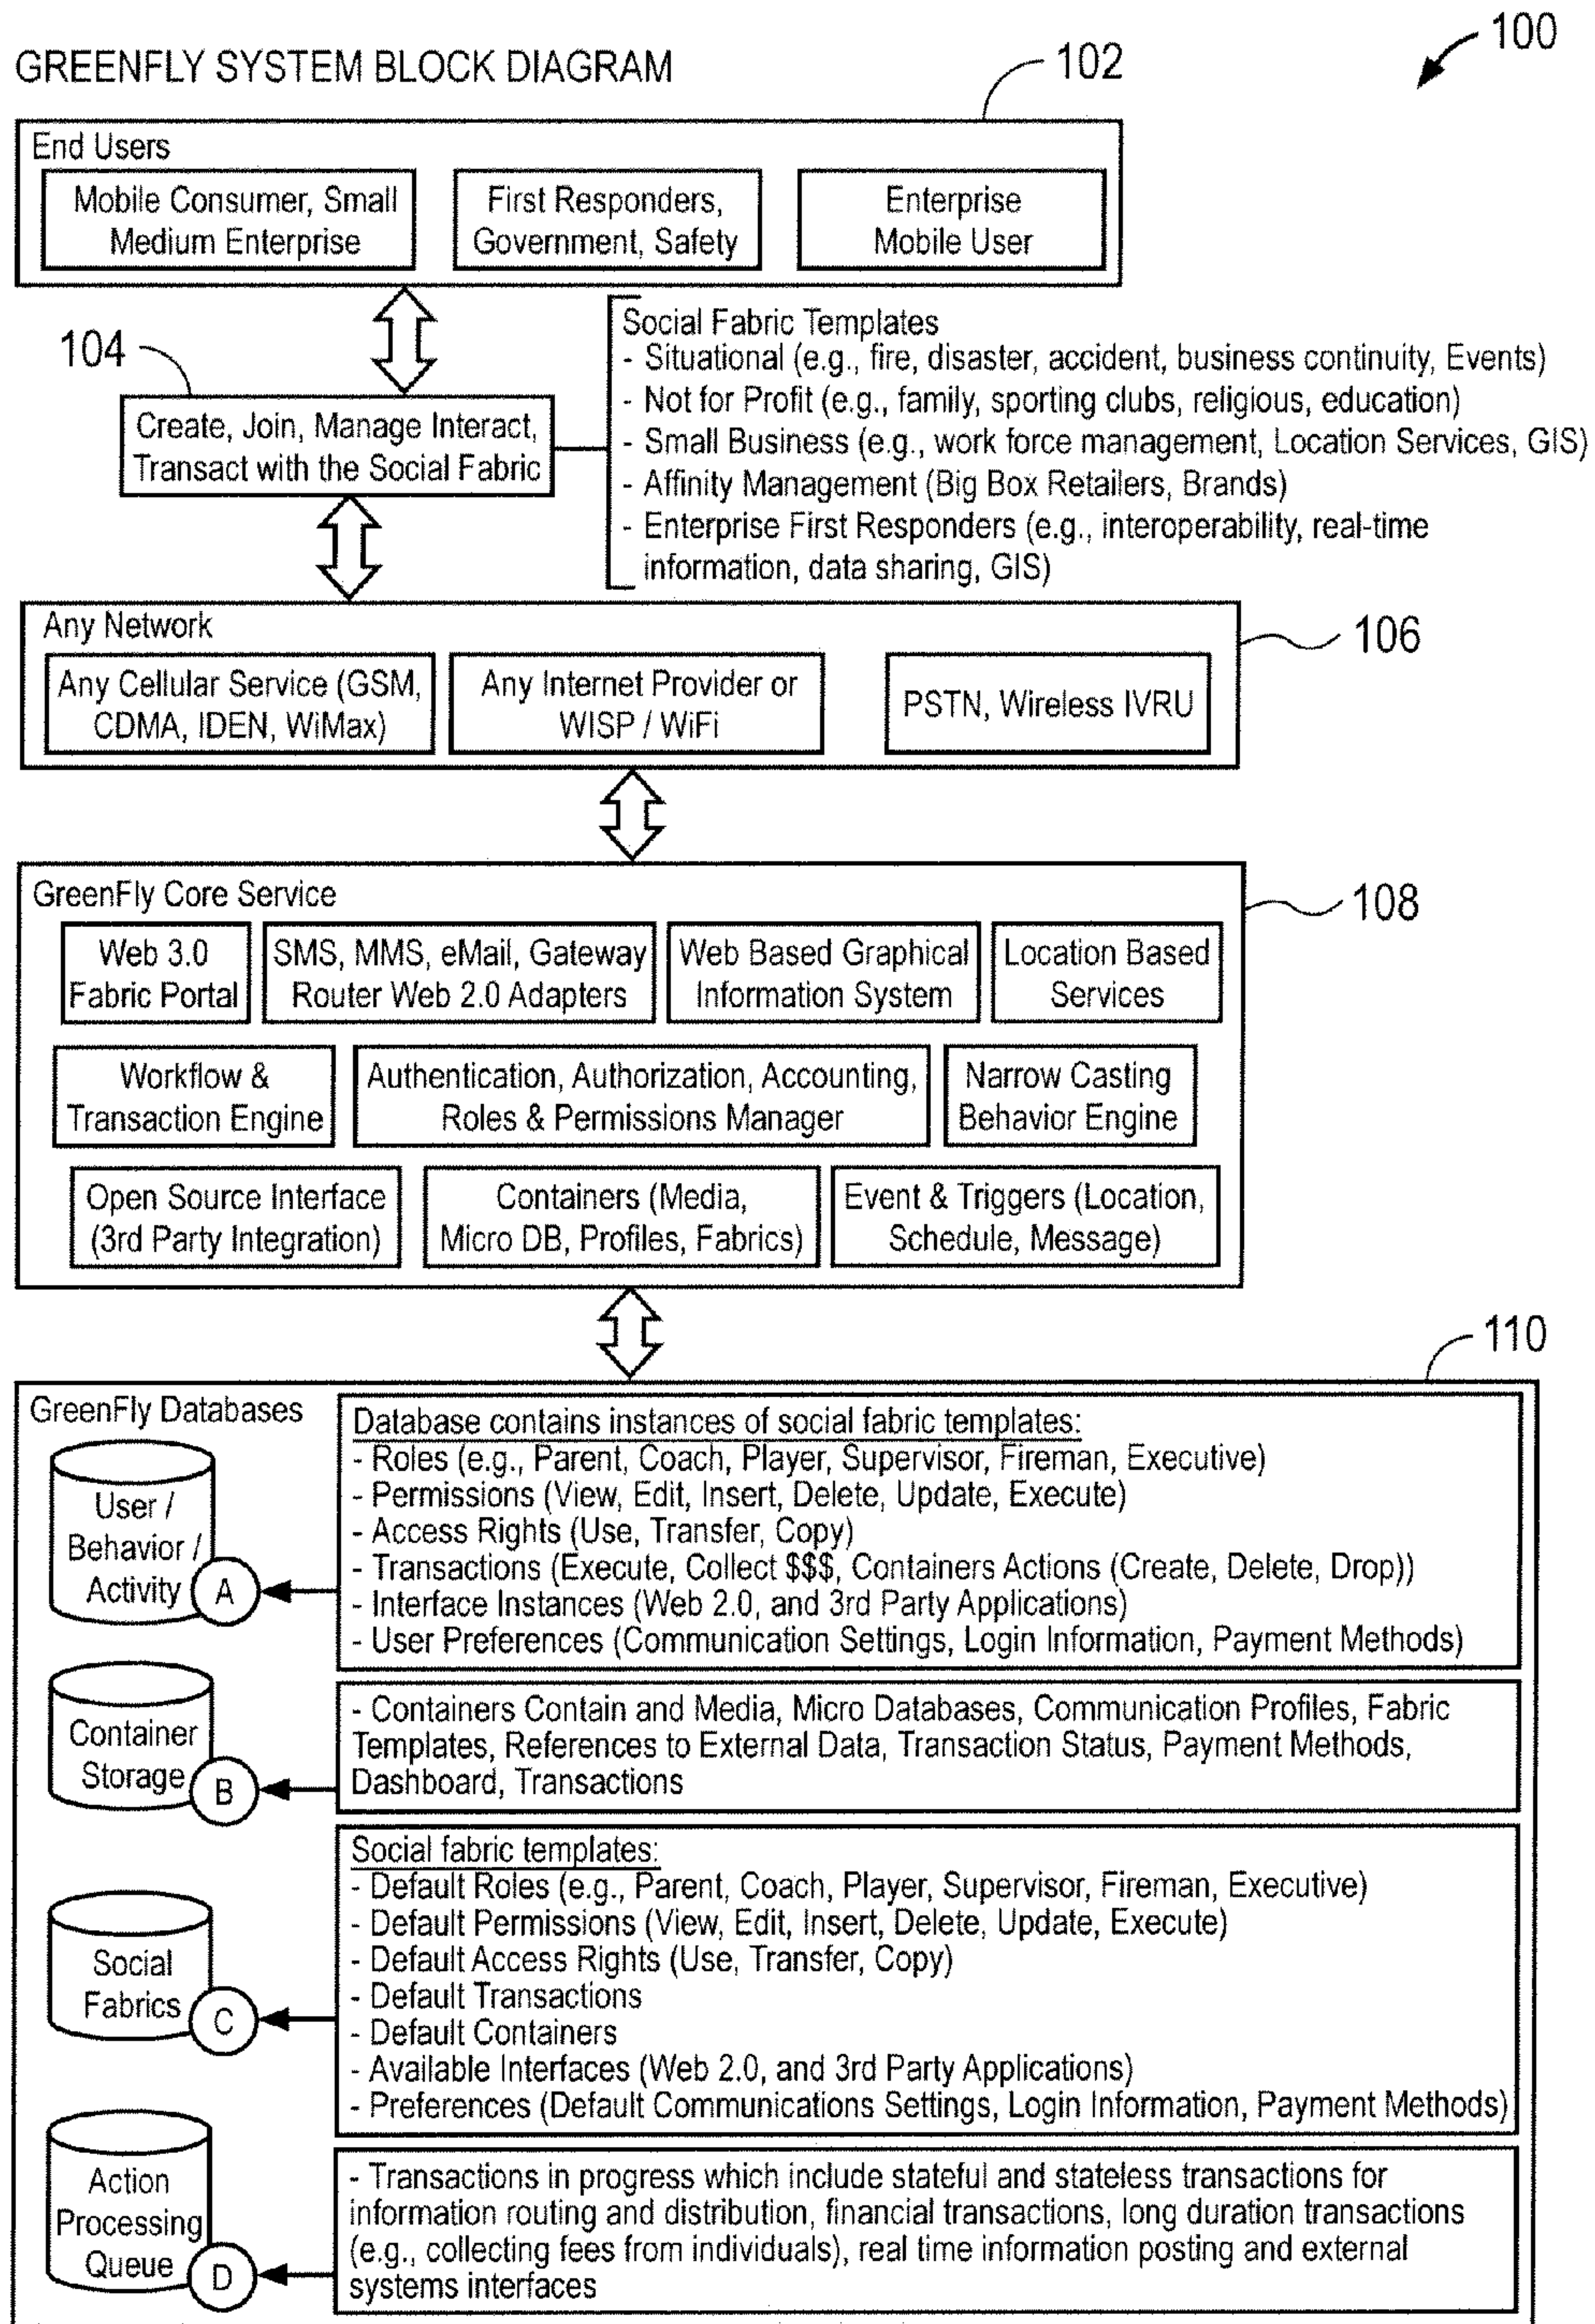 100
GREENFLY SYSTEM BLOCK DIAGRAM
102
End Users
Mobile Consumer, Small
Medium Enterprise
First Responders,
Government, Safety
Enterprise
Mobile User
104
Create, Join, Manage Interact,
Transact with the Social Fabric
Social Fabric Templates
- Situational (e.g., fire, disaster, accident, business continuity, Events)
- Not for Profit (e.g., family, sporting clubs, religious, education)
- Small Business (e.g., work force management, Location Services, GIS)
- Affinity Management (Big Box Retailers, Brands)
- Enterprise First Responders (e.g., interoperability, real-time
information, data sharing, GIS)
Any Network
106
Any Cellular Service (GSM,
CDMA, IDEN, WiMax)
Any Internet Provider or
WISP / WiFi
PSTN, Wireless IVRU
GreenFly Core Service
108
Web 3.0
Fabric Portal
SMS, MMS, eMail, Gateway
Router Web 2.0 Adapters
Web Based Graphical
Information System
Location Based
Services
Workflow &
Transaction Engine
Authentication, Authorization, Accounting,
Roles & Permissions Manager
Narrow Casting
Behavior Engine
Open Source Interface
(3rd Party Integration)
Containers (Media,
Micro DB, Profiles, Fabrics)
Event & Triggers (Location,
Schedule, Message)
110
GreenFly Databases
User /
Behavior /
Activity
A
Database contains instances of social fabric templates:
- Roles (e.g., Parent, Coach, Player, Supervisor, Fireman, Executive)
- Permissions (View, Edit, Insert, Delete, Update, Execute)
- Access Rights (Use, Transfer, Copy)
- Transactions (Execute, Collect $$$, Containers Actions (Create, Delete, Drop))
- Interface Instances (Web 2.0, and 3rd Party Applications)
- User Preferences (Communication Settings, Login Information, Payment Methods)
Container
Storage
B
- Containers Contain and Media, Micro Databases, Communication Profiles, Fabric
Templates, References to External Data, Transaction Status, Payment Methods,
Dashboard, Transactions
Social
Fabrics
C
Social fabric templates:
- Default Roles (e.g., Parent, Coach, Player, Supervisor, Fireman, Executive)
- Default Permissions (View, Edit, Insert, Delete, Update, Execute)
- Default Access Rights (Use, Transfer, Copy)
- Default Transactions
- Default Containers
- Available Interfaces (Web 2.0, and 3rd Party Applications)
- Preferences (Default Communications Settings, Login Information, Payment Methods)
Action
Processing
Queue
D
- Transactions in progress which include stateful and stateless transactions for
information routing and distribution, financial transactions, long duration transactions
(e.g., collecting fees from individuals), real time information posting and external
systems interfaces